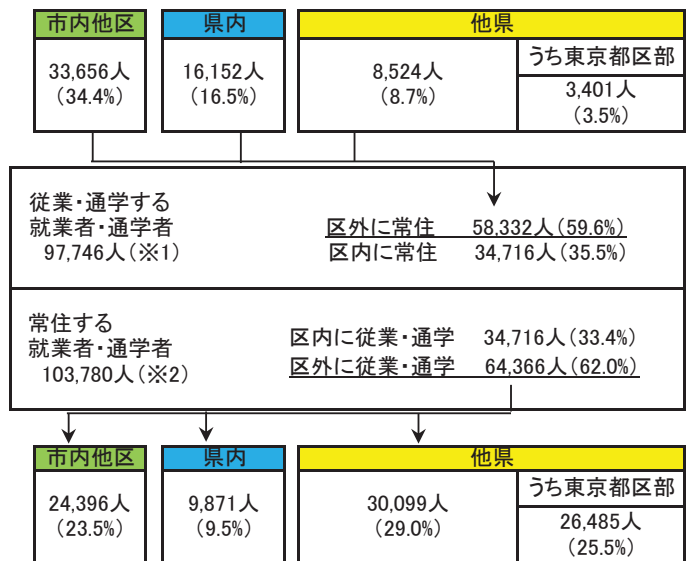 市内他区 県内 他県
33,656人
(34.4%)
16,152人
(16.5%)
8,524人
(8.7%)
うち東京都区部
3,401人
(3.5%)
従業・通学する
就業者・通学者
97,746人(※1)
区外に常住 58,332人(59.6%)
区内に常住 34,716人(35.5%)
常住する
就業者・通学者
103,780人(※2)
区内に従業・通学 34,716人(33.4%)
区外に従業・通学 64,366人(62.0%)
市内他区 県内 他県
24,396人
(23.5%)
9,871人
(9.5%)
30,099人
(29.0%)
うち東京都区部
26,485人
(25.5%)